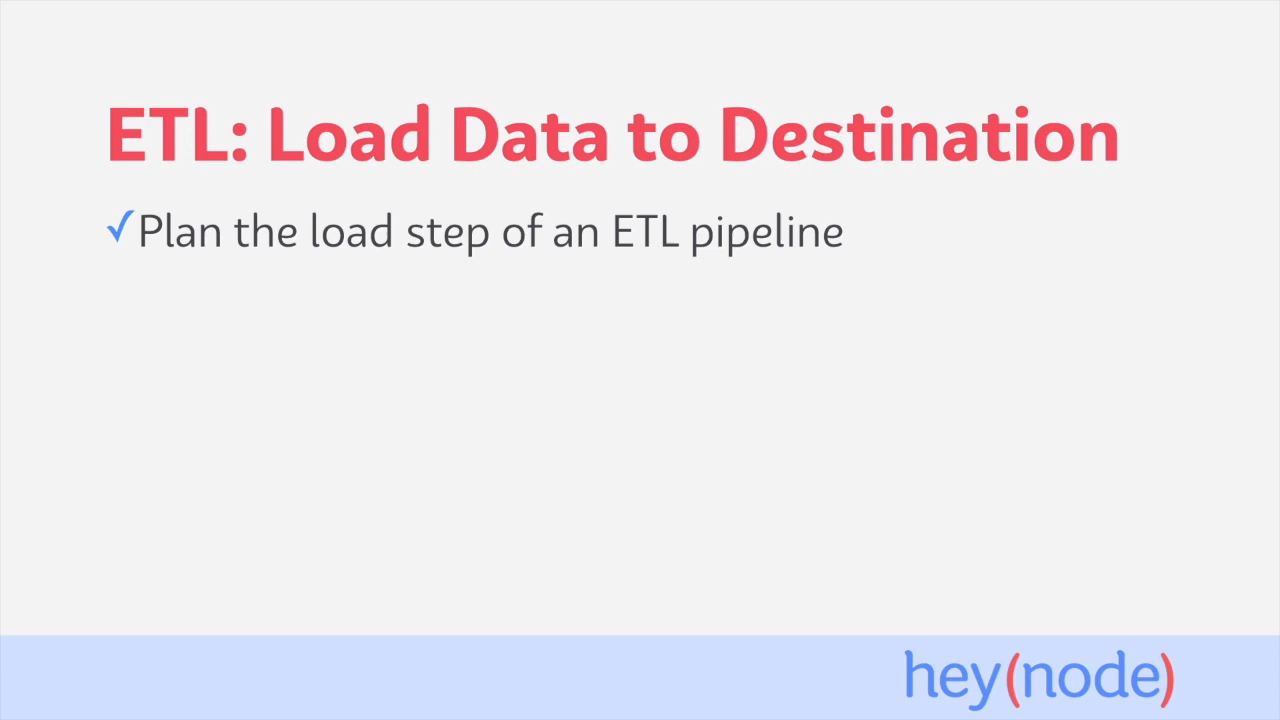 ETL: Load Data to Destination
✓Plan the load step of an ETL pipeline
hey(node)